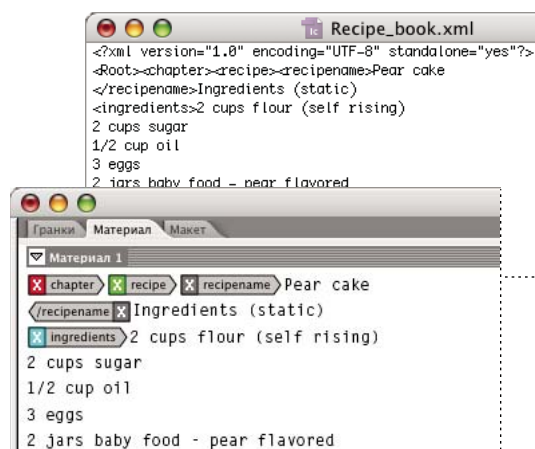 Recipe_book.xml
<?xml version="1.0" encoding="UTF-8" standalone="yes"?>
<Root><chapter><recipe><recipename>Pear cake
</recipename>Ingredients (static)
<ingredients>2 cups flour (self rising)
2 cups sugar
1/2 cup oil
3 eggs
2 jars baby food – pear flavored
Гранки Материал Макет
Материал 1
chapter recipe recipename Pear cake
/recipename Ingredients (static)
ingredients 2 cups flour (self rising)
2 cups sugar
1/2 cup oil
3 eggs
2 jars baby food - pear flavored